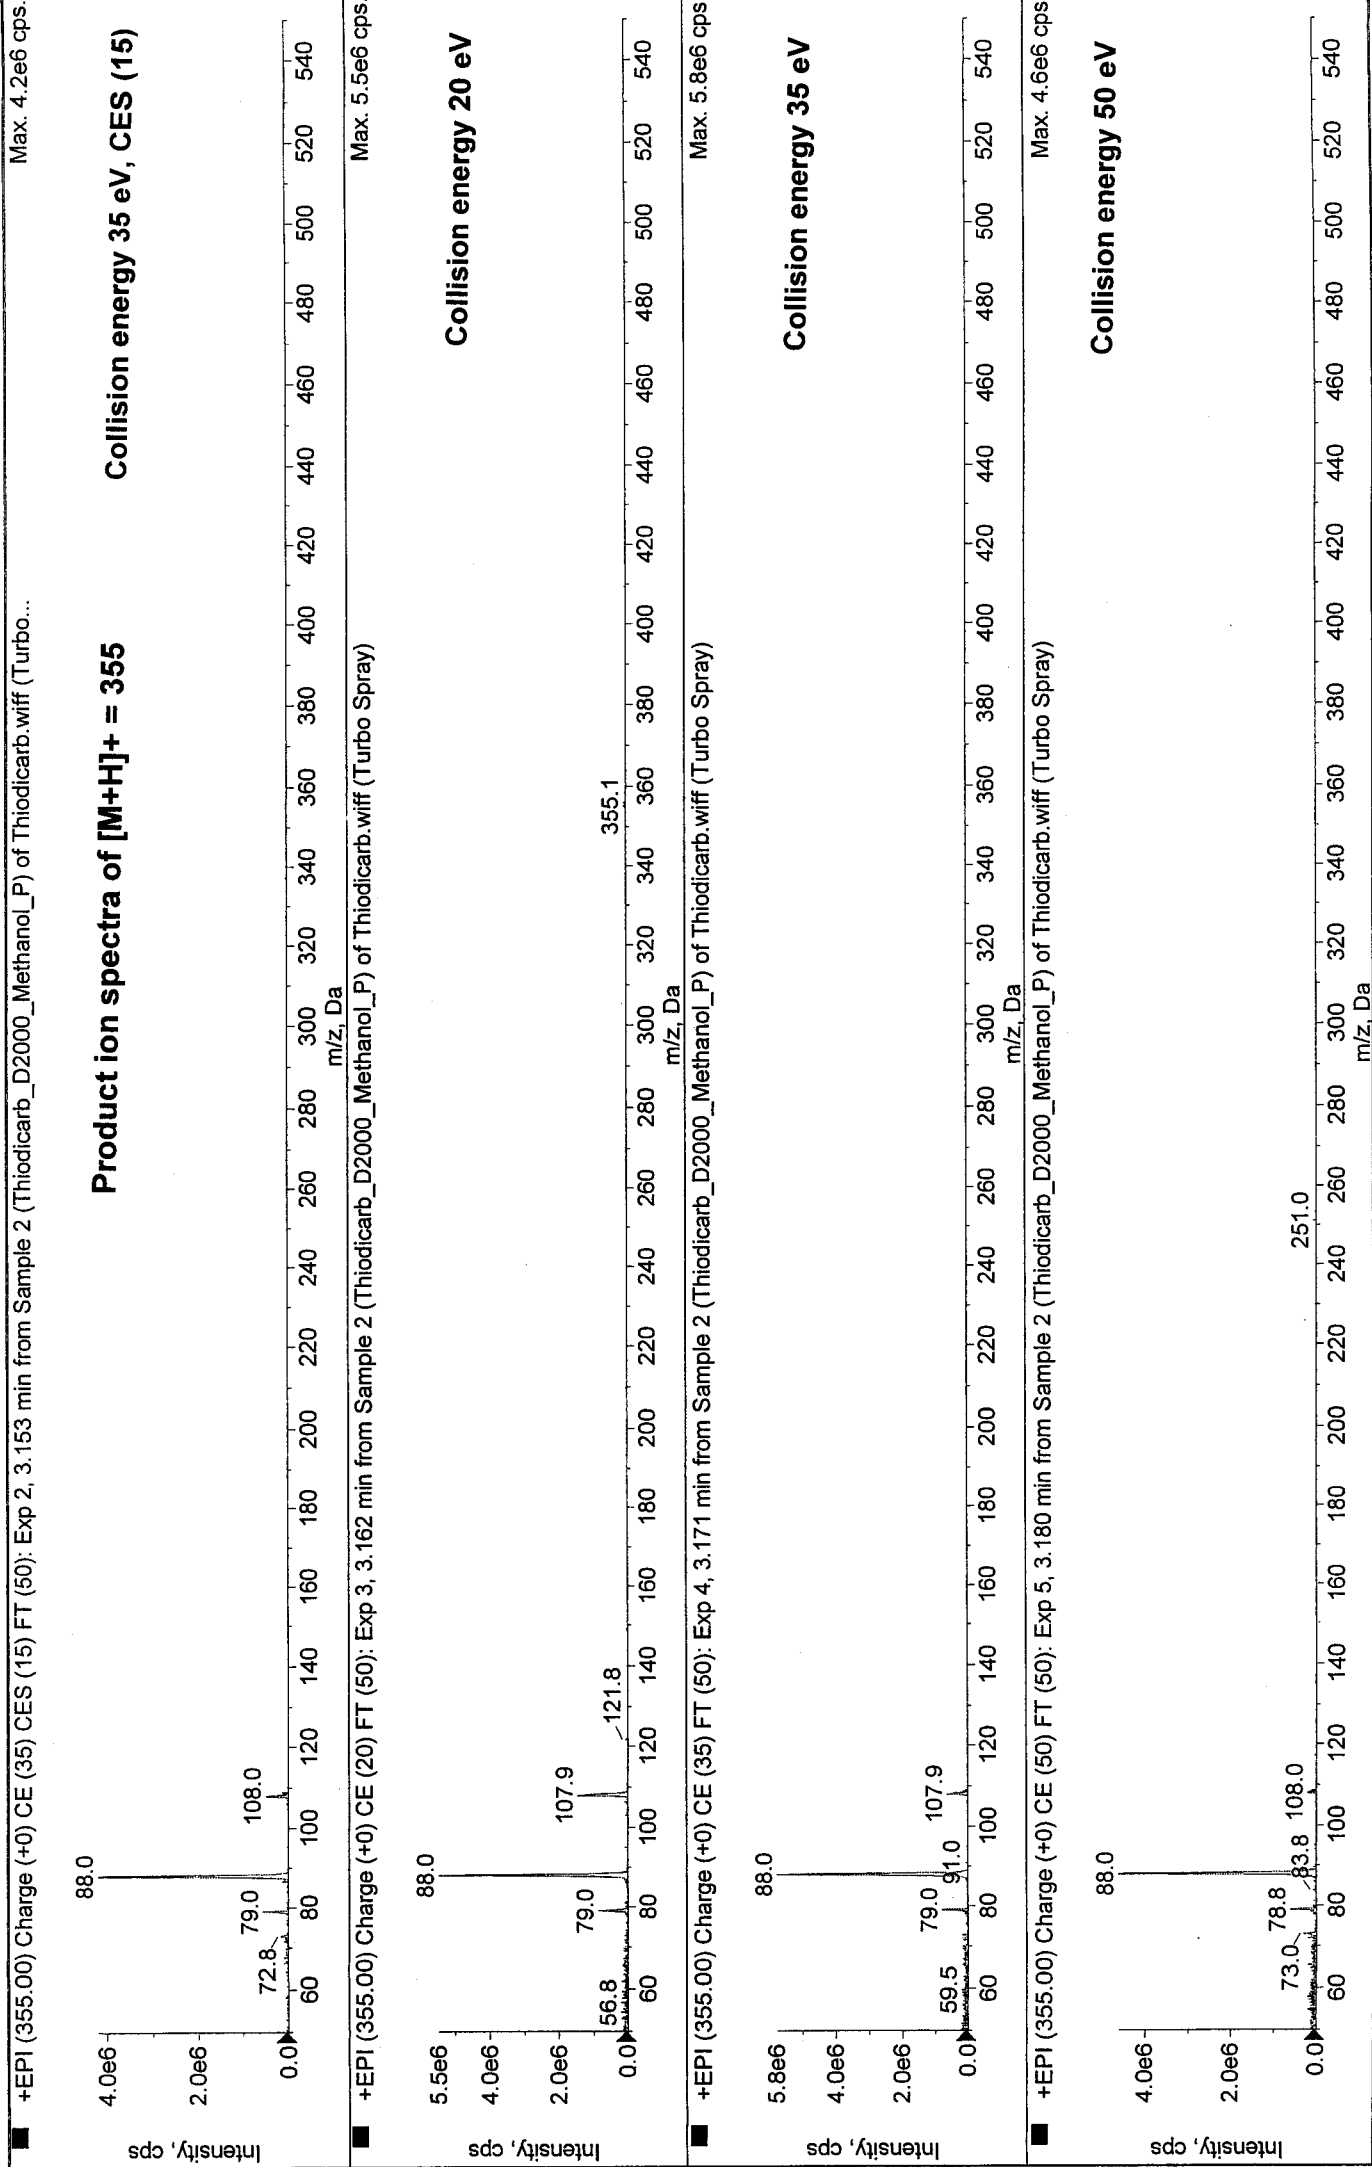 +EPI (355.00) Charge (+0) CE (35) CES (15) FT (50): Exp 2, 3.153 min from Sample 2 (Thiodicarb_D2000_Methanol_P) of Thiodicarb.wiff (Turbo...
Max. 4.2e6 cps.
Product ion spectra of [M+H]+ = 355
Collision energy 35 eV, CES (15)
Intensity, cps
4.0e6
2.0e6
0.0
72.8
79.0
88.0
108.0
60 80 100 120 140 160 180 200 220 240 260 280 300 320 340 360 380 400 420 440 460 480 500 520 540
m/z, Da
+EPI (355.00) Charge (+0) CE (20) FT (50): Exp 3, 3.162 min from Sample 2 (Thiodicarb_D2000_Methanol_P) of Thiodicarb.wiff (Turbo Spray)
Max. 5.5e6 cps.
Collision energy 20 eV
Intensity, cps
5.5e6
4.0e6
2.0e6
0.0
56.8
79.0
88.0
107.9
121.8
355.1
60 80 100 120 140 160 180 200 220 240 260 280 300 320 340 360 380 400 420 440 460 480 500 520 540
m/z, Da
+EPI (355.00) Charge (+0) CE (35) FT (50): Exp 4, 3.171 min from Sample 2 (Thiodicarb_D2000_Methanol_P) of Thiodicarb.wiff (Turbo Spray)
Max. 5.8e6 cps
Collision energy 35 eV
Intensity, cps
5.8e6
4.0e6
2.0e6
0.0
59.5
79.0
88.0
91.0
107.9
60 80 100 120 140 160 180 200 220 240 260 280 300 320 340 360 380 400 420 440 460 480 500 520 540
m/z, Da
+EPI (355.00) Charge (+0) CE (50) FT (50): Exp 5, 3.180 min from Sample 2 (Thiodicarb_D2000_Methanol_P) of Thiodicarb.wiff (Turbo Spray)
Max. 4.6e6 cps
Collision energy 50 eV
Intensity, cps
4.0e6
2.0e6
0.0
73.0
78.8
88.0
83.8
108.0
251.0
60 80 100 120 140 160 180 200 220 240 260 280 300 320 340 360 380 400 420 440 460 480 500 520 540
m/z, Da